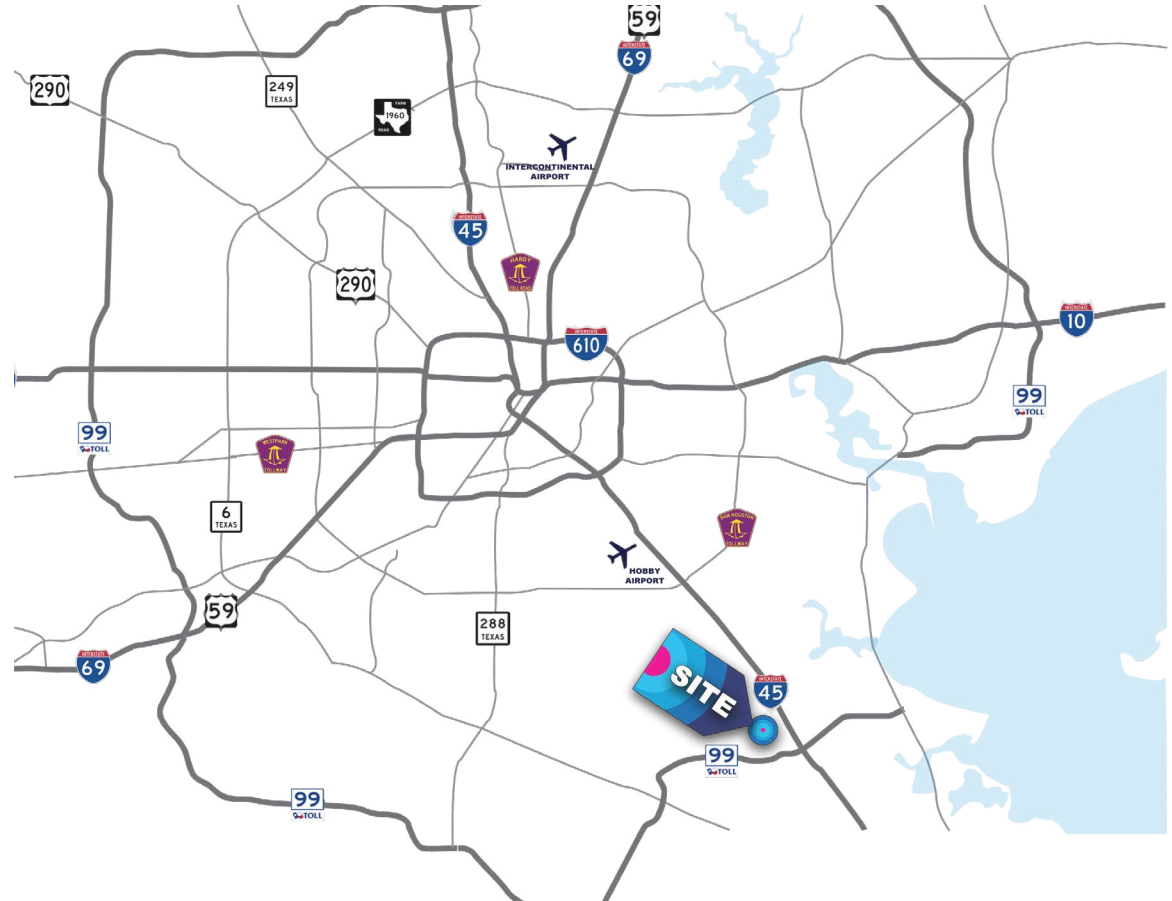 59
INTERSTATE
69
290
249
TEXAS
FARM
1960
ROAD
INTERCONTINENTAL
AIRPORT
INTERSTATE
45
HARDY
TOLL ROAD
290
INTERSTATE
10
INTERSTATE
610
99
TOLL
99
TOLL
WESTPARK
TOLLWAY
6
TEXAS
SAM HOUSTON
TOLLWAY
HOBBY
AIRPORT
59
288
TEXAS
INTERSTATE
69
SITE
INTERSTATE
45
99
TOLL
99
TOLL